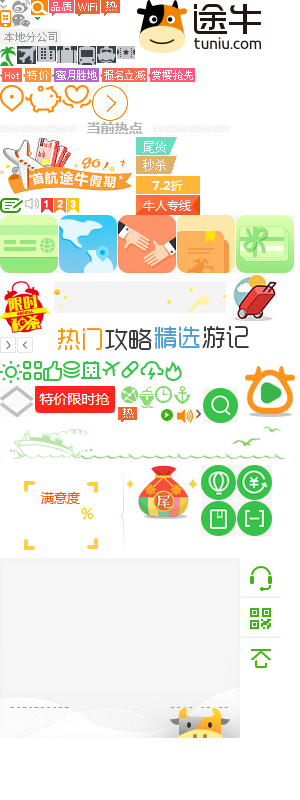 品质 WiFi 热
途牛
tuniu.com
本地分公司
Hot 特价 蜜月胜地 报名立减 赏樱抢先
当前热点
go!
首航途牛假期
尾货
秒杀
7.2折
牛人专线
1 2 3
限时
秒杀
热门攻略精选游记
特价限时抢
热
满意度
%
尾